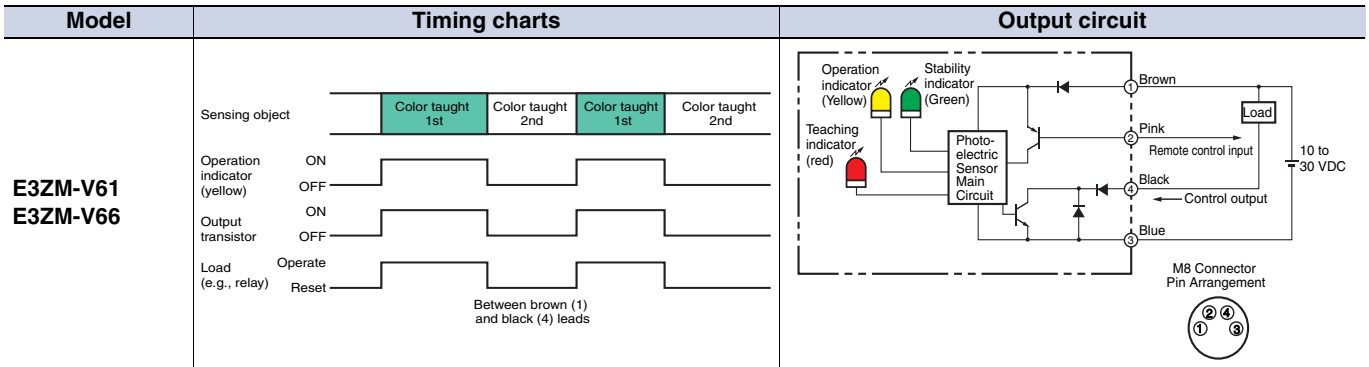 Model
Timing charts
Output circuit
E3ZM-V61
E3ZM-V66
Sensing object
Color taught
1st
Color taught
2nd
Color taught
1st
Color taught
2nd
Operation
indicator
(yellow)
ON
OFF
Output
transistor
ON
OFF
Load
(e.g., relay)
Operate
Reset
Between brown (1)
and black (4) leads
Operation
indicator
(Yellow)
Stability
indicator
(Green)
Teaching
indicator
(red)
Photo-
electric
Sensor
Main
Circuit
1
Brown
Load
2
Pink
Remote control input
10 to
30 VDC
4
Black
Control output
3
Blue
M8 Connector
Pin Arrangement
2 4
1 3